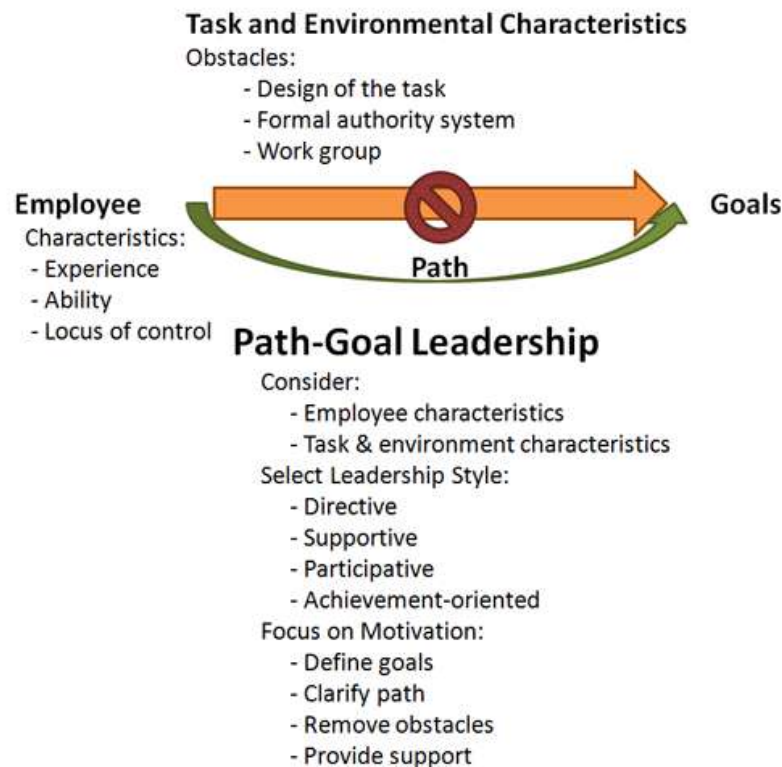 Task and Environmental Characteristics
Obstacles:
- Design of the task
- Formal authority system
- Work group
Employee
Goals
Characteristics:
- Experience
- Ability
- Locus of control
Path
Path-Goal Leadership
Consider:
- Employee characteristics
- Task & environment characteristics
Select Leadership Style:
- Directive
- Supportive
- Participative
- Achievement-oriented
Focus on Motivation:
- Define goals
- Clarify path
- Remove obstacles
- Provide support